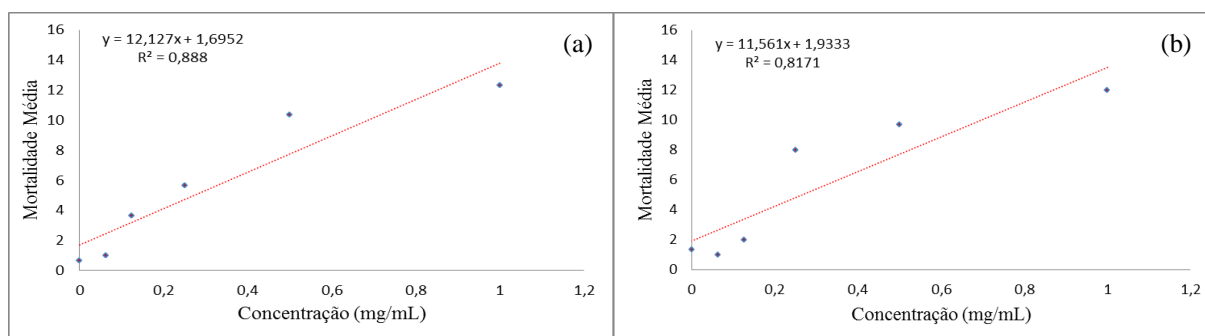 (a)
y = 12,127x + 1,6952
R² = 0,888
Mortalidade Média
16
14
12
10
8
6
4
2
0
0 0,2 0,4 0,6 0,8 1 1,2
Concentração (mg/mL)
(b)
y = 11,561x + 1,9333
R² = 0,8171
Mortalidade Média
16
14
12
10
8
6
4
2
0
0 0,2 0,4 0,6 0,8 1 1,2
Concentração (mg/mL)